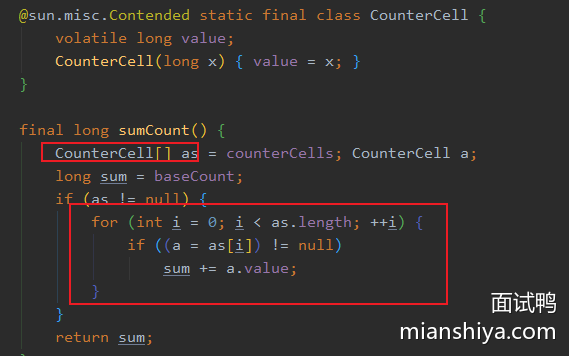 @sun.misc.Contended static final class CounterCell {
    volatile long value;
    CounterCell(long x) { value = x; }
}
final long sumCount() {
    CounterCell[] as = counterCells; CounterCell a;
    long sum = baseCount;
    if (as != null) {
        for (int i = 0; i < as.length; ++i) {
            if ((a = as[i]) != null)
                sum += a.value;
        }
    }
    return sum;
面试鸭
mianshiya.com